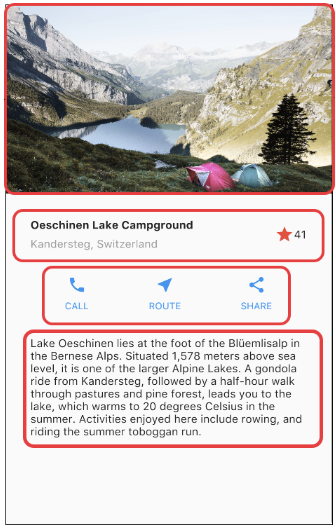 Oeschinen Lake Campground
Kandersteg, Switzerland
41
CALL ROUTE SHARE
Lake Oeschinen lies at the foot of the Blüemlisalp in
the Bernese Alps. Situated 1,578 meters above sea
level, it is one of the larger Alpine Lakes. A gondola
ride from Kandersteg, followed by a half-hour walk
through pastures and pine forest, leads you to the
lake, which warms to 20 degrees Celsius in the
summer. Activities enjoyed here include rowing, and
riding the summer toboggan run.